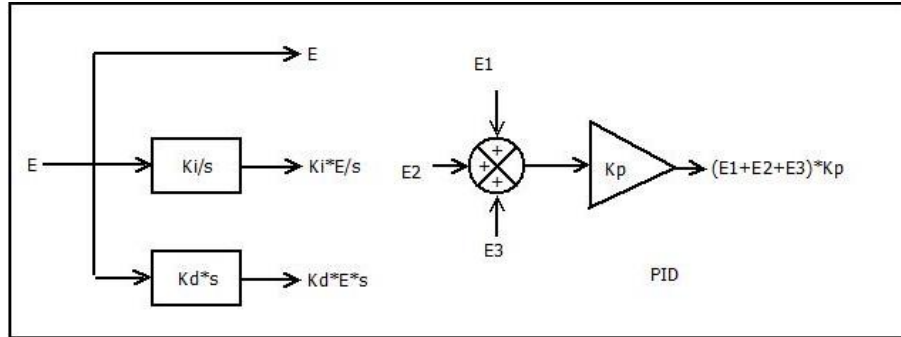 E
E
Ki/s
Ki*E/s
Kd*s
Kd*E*s
E1
E2
+
+
+
E3
Kp
(E1+E2+E3)*Kp
PID